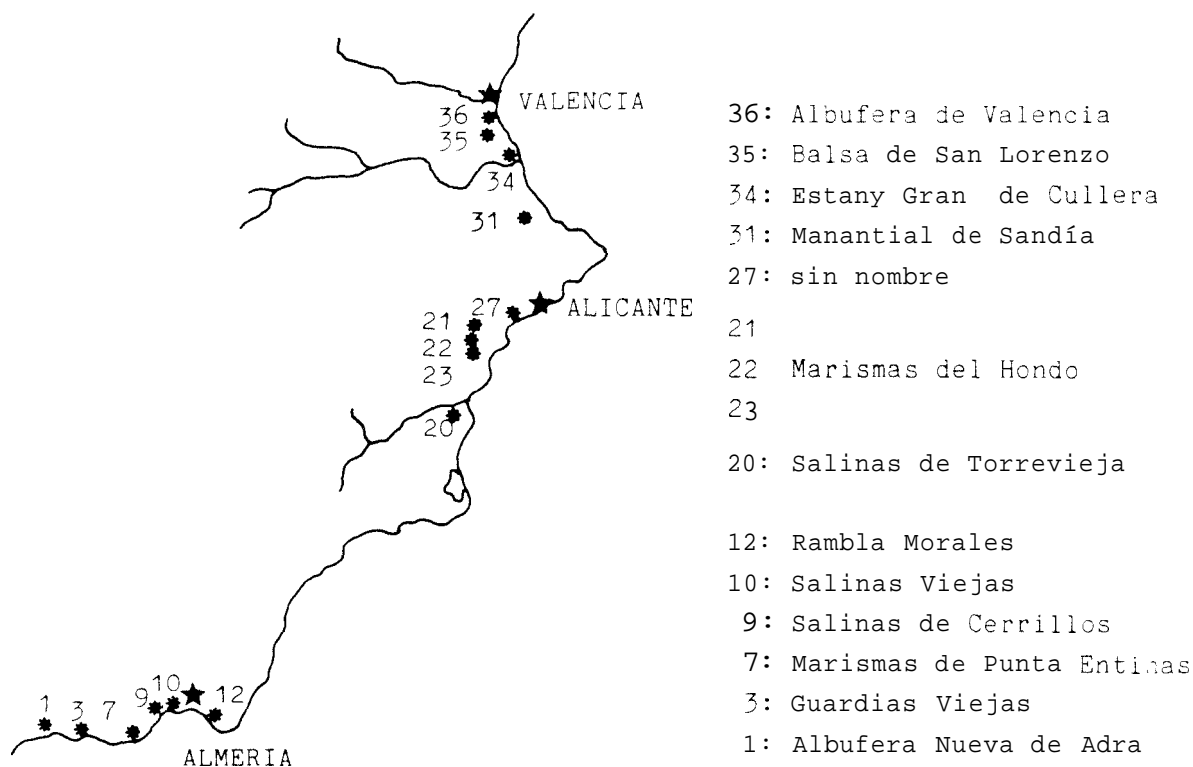 VALENCIA
36
35
34
31
27
ALICANTE
21
22
23
20
1
3
7
9
10
12
ALMERIA
36: Albufera de Valencia
35: Balsa de San Lorenzo
34: Estany Gran de Cullera
31: Manantial de Sandía
27: sin nombre
21
22 Marismas del Hondo
23
20: Salinas de Torrevieja
12: Rambla Morales
10: Salinas Viejas
9: Salinas de Cerrillos
7: Marismas de Punta Entinas
3: Guardias Viejas
1: Albufera Nueva de Adra